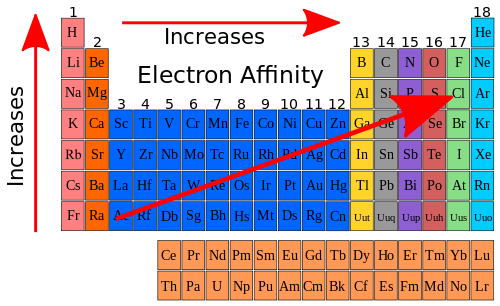 1 18
H Increases He
2 13 14 15 16 17
Li Be Electron Affinity B C N O F Ne
Na Mg Al Si P S Cl Ar
3 4 5 6 7 8 9 10 11 12
K Ca Sc Ti V Cr Mn Fe Co Ni Cu Zn Ga Ge Se Br Kr
Increases
Rb Sr Y Zr Nb Mo Tc Ru Rh Pd Ag Cd In Sn Sb Te I Xe
Cs Ba La Hf Ta W Re Os Ir Pt Au Hg Tl Pb Bi Po At Rn
Fr Ra Ac Rf Db Sg Bh Hs Mt Ds Rg Cn Uut Uuq Uup Uuh Uus Uuo
Ce Pr Nd Pm Sm Eu Gd Tb Dy Ho Er Tm Yb Lu
Th Pa U Np Pu Am Cm Bk Cf Es Fm Md No Lr